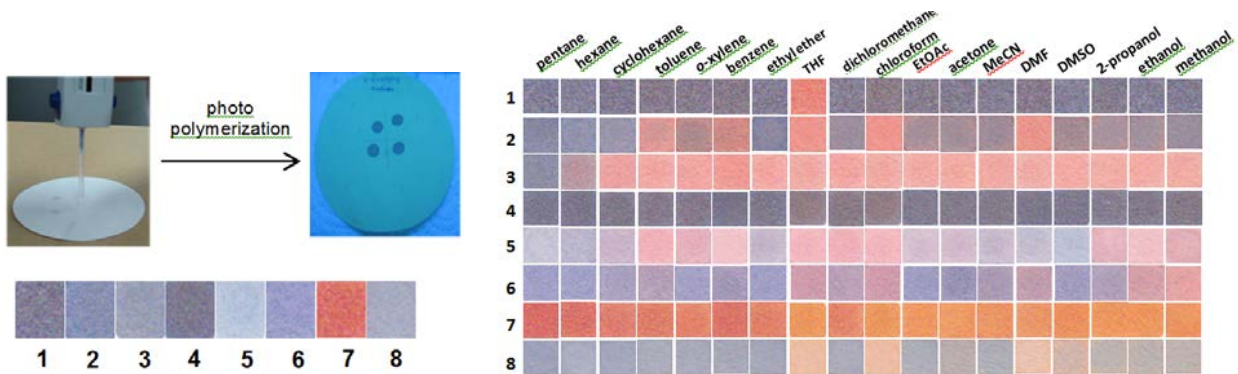 photo
polymerization
1 2 3 4 5 6 7 8
pentane
hexane
cyclohexane
toluene
o-xylene
benzene
ethyl ether
THF
dichloromethane
chloroform
EtOAc
acetone
MeCN
DMF
DMSO
2-propanol
ethanol
methanol
1
2
3
4
5
6
7
8